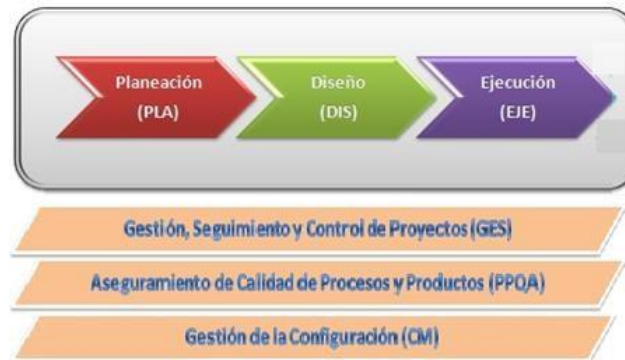 Planeación
(PLA)
Diseño
(DIS)
Ejecución
(EJE)
Gestión, Seguimiento y Control de Proyectos (GES)
Aseguramiento de Calidad de Procesos y Productos (PPQA)
Gestión de la Configuración (CM)